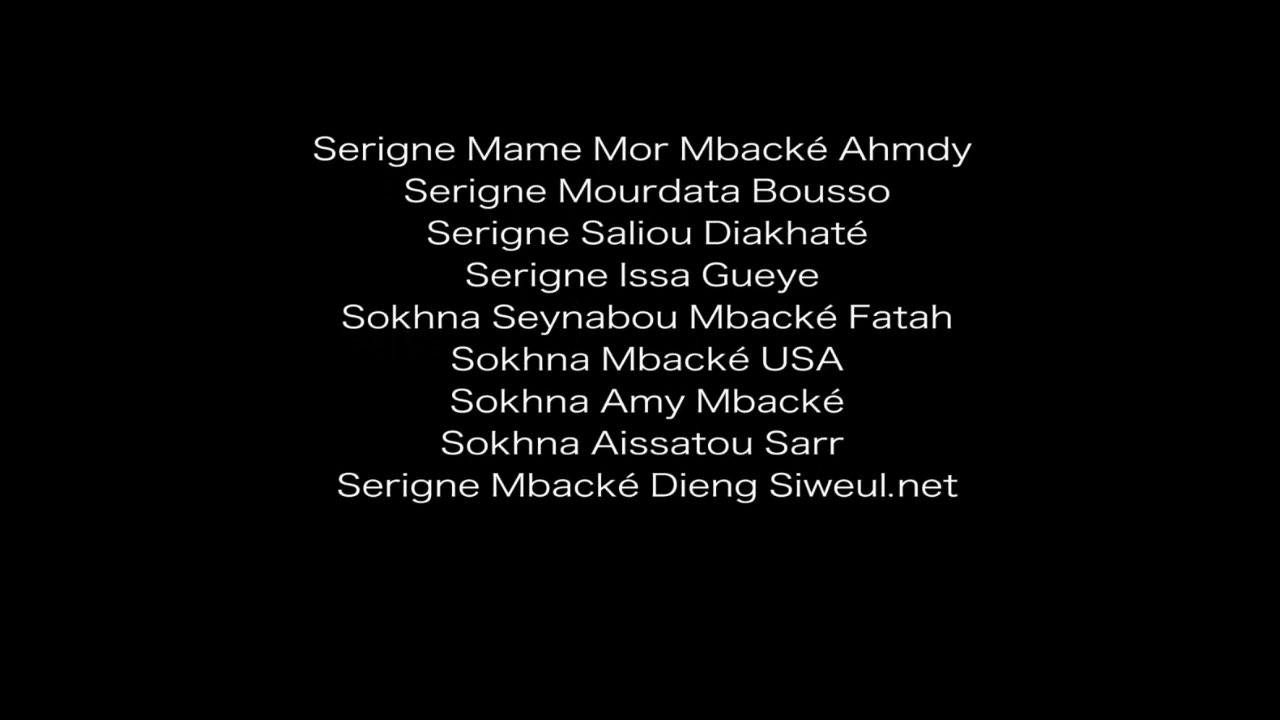 Serigne Mame Mor Mbacké Ahmdy
Serigne Mourdata Bousso
Serigne Saliou Diakhaté
Serigne Issa Gueye
Sokhna Seynabou Mbacké Fatah
Sokhna Mbacké USA
Sokhna Amy Mbacké
Sokhna Aissatou Sarr
Serigne Mbacké Dieng Siweul.net